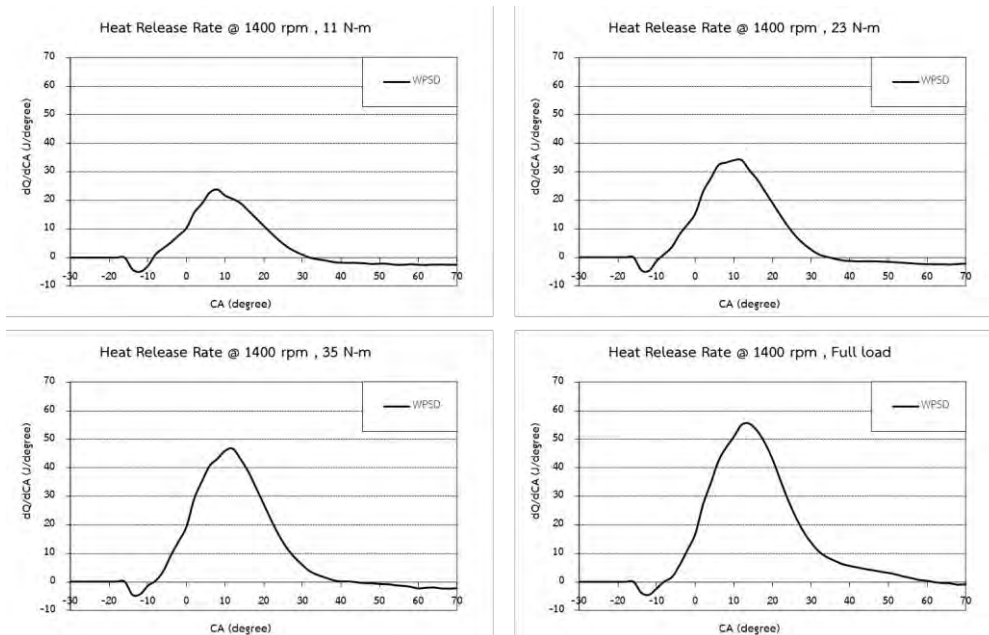 Heat Release Rate @ 1400 rpm , 11 N-m
dQ/dCA (J/degree)
70
60
50
40
30
20
10
0
-10
WPSD
-30 -20 -10 0 10 20 30 40 50 60 70
CA (degree)
Heat Release Rate @ 1400 rpm , 23 N-m
dQ/dCA (J/degree)
70
60
50
40
30
20
10
0
-10
WPSD
-30 -20 -10 0 10 20 30 40 50 60 70
CA (degree)
Heat Release Rate @ 1400 rpm , 35 N-m
dQ/dCA (J/degree)
70
60
50
40
30
20
10
0
-10
WPSD
-30 -20 -10 0 10 20 30 40 50 60 70
CA (degree)
Heat Release Rate @ 1400 rpm , Full load
dQ/dCA (J/degree)
70
60
50
40
30
20
10
0
-10
WPSD
-30 -20 -10 0 10 20 30 40 50 60 70
CA (degree)